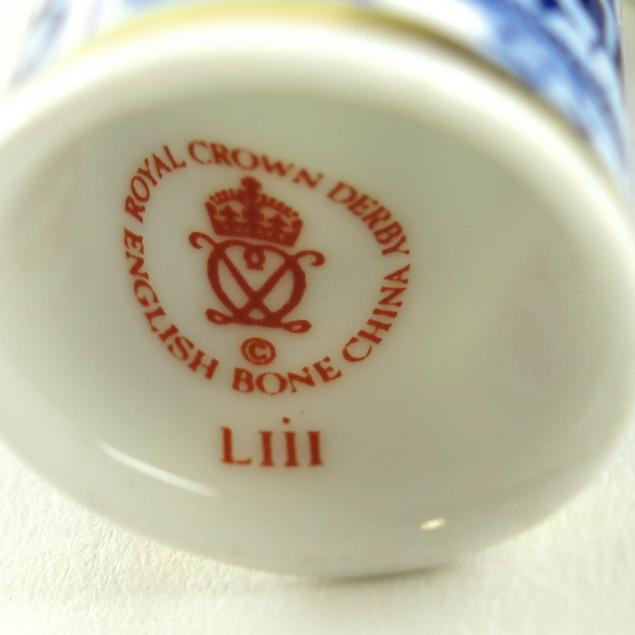 ROYAL CROWN DERBY
ENGLISH BONE CHINA
©
LIII